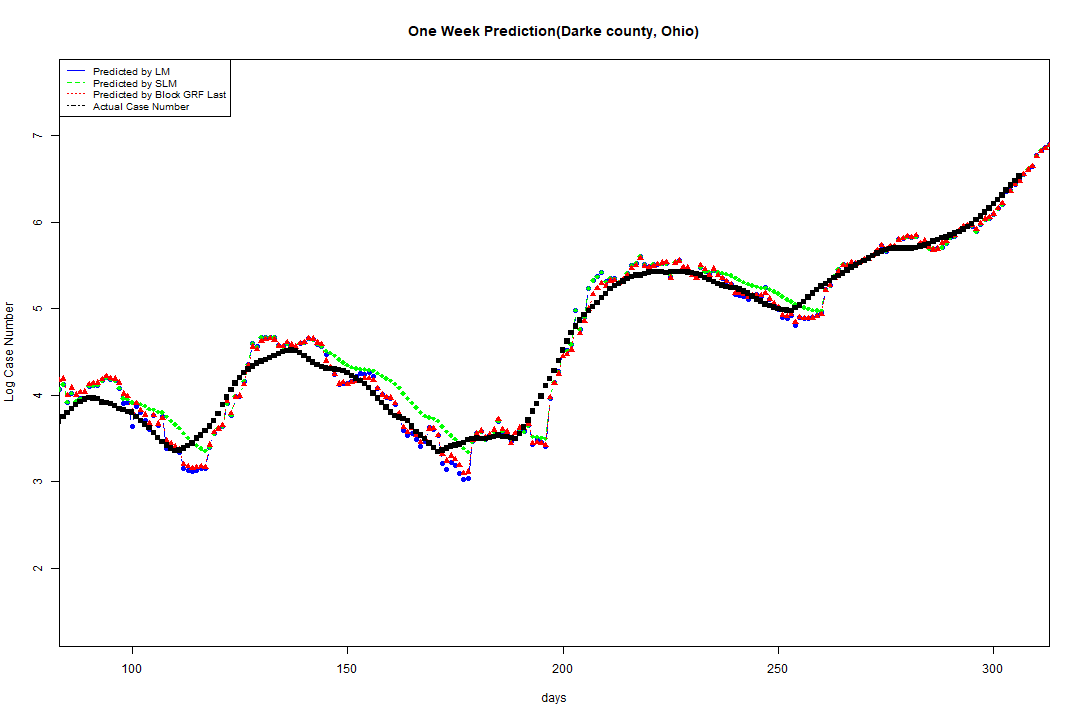 One Week Prediction(Darke county, Ohio)
Predicted by LM
Predicted by SLM
Predicted by Block GRF Last
Actual Case Number
7
6
5
4
3
2
Log Case Number
100 150 200 250 300
days